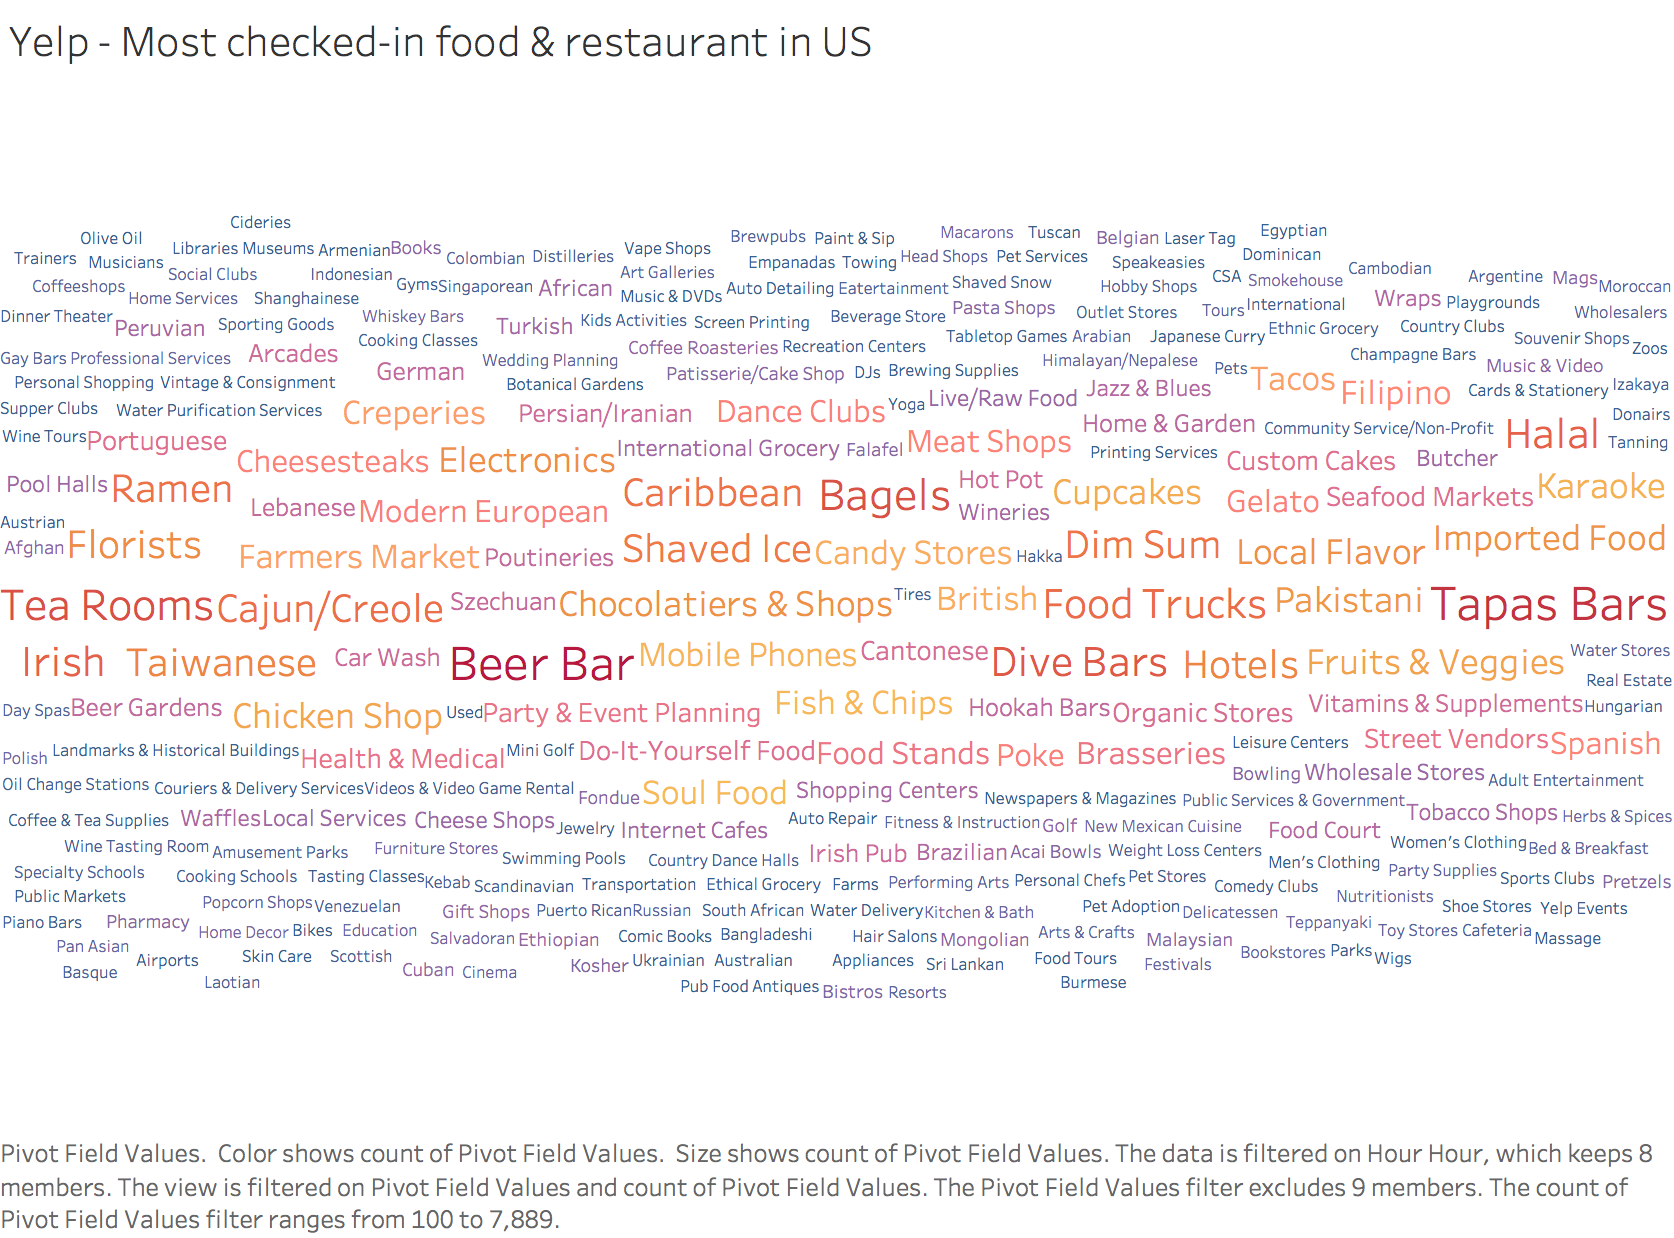 Yelp - Most checked-in food & restaurant in US
Cideries
Olive Oil Libraries Museums Armenian Books Colombian Distilleries Vape Shops Brewpubs Paint & Sip Macarons Tuscan Belgian Laser Tag Egyptian
Trainers Musicians Social Clubs Indonesian Gyms Singaporean African Art Galleries Empanadas Towing Head Shops Pet Services Speakeasies Dominican
Coffeeshops Home Services Shanghainese Music & DVDs Auto Detailing Eatertainment Shaved Snow Hobby Shops CSA Smokehouse Cambodian Argentine Mags Moroccan
Dinner Theater Peruvian Sporting Goods Whiskey Bars Turkish Kids Activities Screen Printing Beverage Store Pasta Shops Outlet Stores Tours International Wraps Playgrounds Wholesalers
Cooking Classes Tabletop Games Arabian Japanese Curry Ethnic Grocery Country Clubs Souvenir Shops Zoos
Gay Bars Professional Services Arcades Wedding Planning Coffee Roasteries Recreation Centers Himalayan/Nepalese Champagne Bars Music & Video
Personal Shopping Vintage & Consignment German Botanical Gardens Patisserie/Cake Shop DJs Brewing Supplies Pets Tacos Filipino Cards & Stationery Izakaya
Supper Clubs Water Purification Services Creperies Persian/Iranian Dance Clubs Yoga Live/Raw Food Jazz & Blues Donairs
Wine Tours Portuguese Home & Garden Community Service/Non-Profit Halal Tanning
Cheesesteaks Electronics International Grocery Falafel Meat Shops Printing Services Custom Cakes Butcher
Pool Halls Ramen Caribbean Bagels Hot Pot Cupcakes Gelato Seafood Markets Karaoke
Lebanese Modern European Wineries
Austrian
Afghan Florists Farmers Market Poutineries Shaved Ice Candy Stores Hakka Dim Sum Local Flavor Imported Food
Tea Rooms Cajun/Creole Szechuan Chocolatiers & Shops Tires British Food Trucks Pakistani Tapas Bars
Irish Taiwanese Car Wash Beer Bar Mobile Phones Cantonese Dive Bars Hotels Fruits & Veggies Water Stores
Real Estate
Day Spas Beer Gardens Chicken Shop Used Party & Event Planning Fish & Chips Hookah Bars Organic Stores Vitamins & Supplements Hungarian
Polish Landmarks & Historical Buildings Health & Medical Mini Golf Do-It-Yourself Food Food Stands Poke Brasseries Leisure Centers Street Vendors Spanish
Oil Change Stations Couriers & Delivery Services Videos & Video Game Rental Fondue Soul Food Shopping Centers Newspapers & Magazines Bowling Wholesale Stores Adult Entertainment
Public Services & Government
Coffee & Tea Supplies Waffles Local Services Cheese Shops Jewelry Internet Cafes Auto Repair Fitness & Instruction Golf New Mexican Cuisine Food Court Tobacco Shops Herbs & Spices
Wine Tasting Room Amusement Parks Furniture Stores Swimming Pools Country Dance Halls Irish Pub Brazilian Acai Bowls Weight Loss Centers Men's Clothing Women's Clothing Bed & Breakfast
Specialty Schools Cooking Schools Tasting Classes Kebab Scandinavian Transportation Ethical Grocery Farms Performing Arts Personal Chefs Pet Stores Comedy Clubs Party Supplies Sports Clubs Pretzels
Public Markets Popcorn Shops Venezuelan Nutritionists
Piano Bars Pharmacy Home Decor Bikes Education Gift Shops Puerto Rican Russian South African Water Delivery Kitchen & Bath Pet Adoption Delicatessen Teppanyaki Shoe Stores Yelp Events
Pan Asian Salvadoran Ethiopian Comic Books Bangladeshi Hair Salons Mongolian Arts & Crafts Malaysian Toy Stores Cafeteria Massage
Basque Airports Skin Care Scottish Cuban Cinema Kosher Ukrainian Australian Appliances Sri Lankan Food Tours Festivals Bookstores Parks Wigs
Laotian Pub Food Antiques Bistros Resorts Burmese
Pivot Field Values.  Color shows count of Pivot Field Values.  Size shows count of Pivot Field Values. The data is filtered on Hour Hour, which keeps 8
members. The view is filtered on Pivot Field Values and count of Pivot Field Values. The Pivot Field Values filter excludes 9 members. The count of
Pivot Field Values filter ranges from 100 to 7,889.